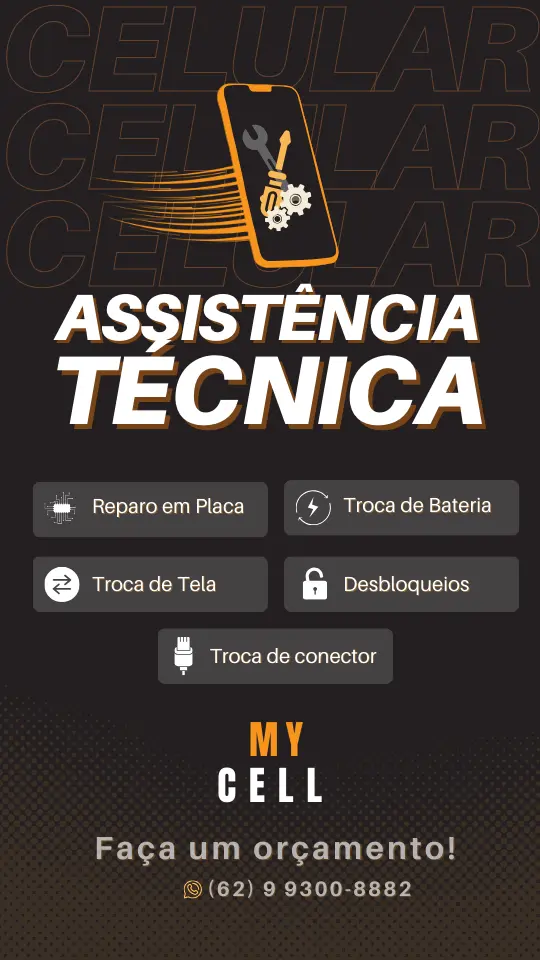 CELULAR
CELULAR
CELULAR
ASSISTÊNCIA
TÉCNICA
Reparo em Placa
Troca de Bateria
Troca de Tela
Desbloqueios
Troca de conector
MY
CELL
Faça um orçamento!
(62) 9 9300-8882